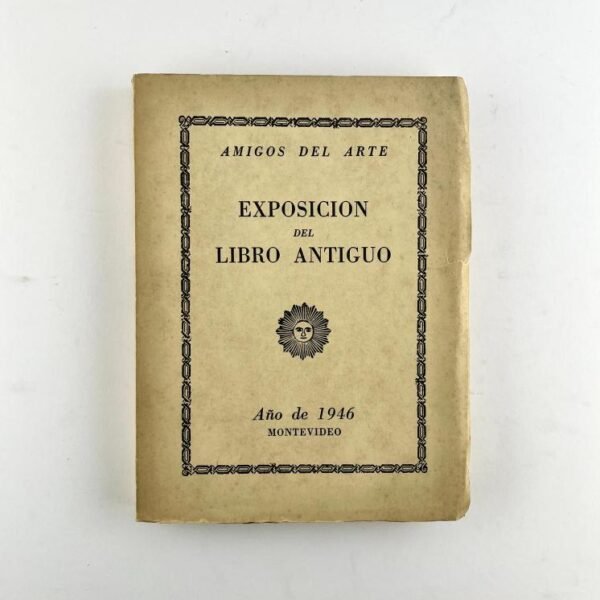 AMIGOS DEL ARTE
EXPOSICION
DEL
LIBRO ANTIGUO
Año de 1946
MONTEVIDEO